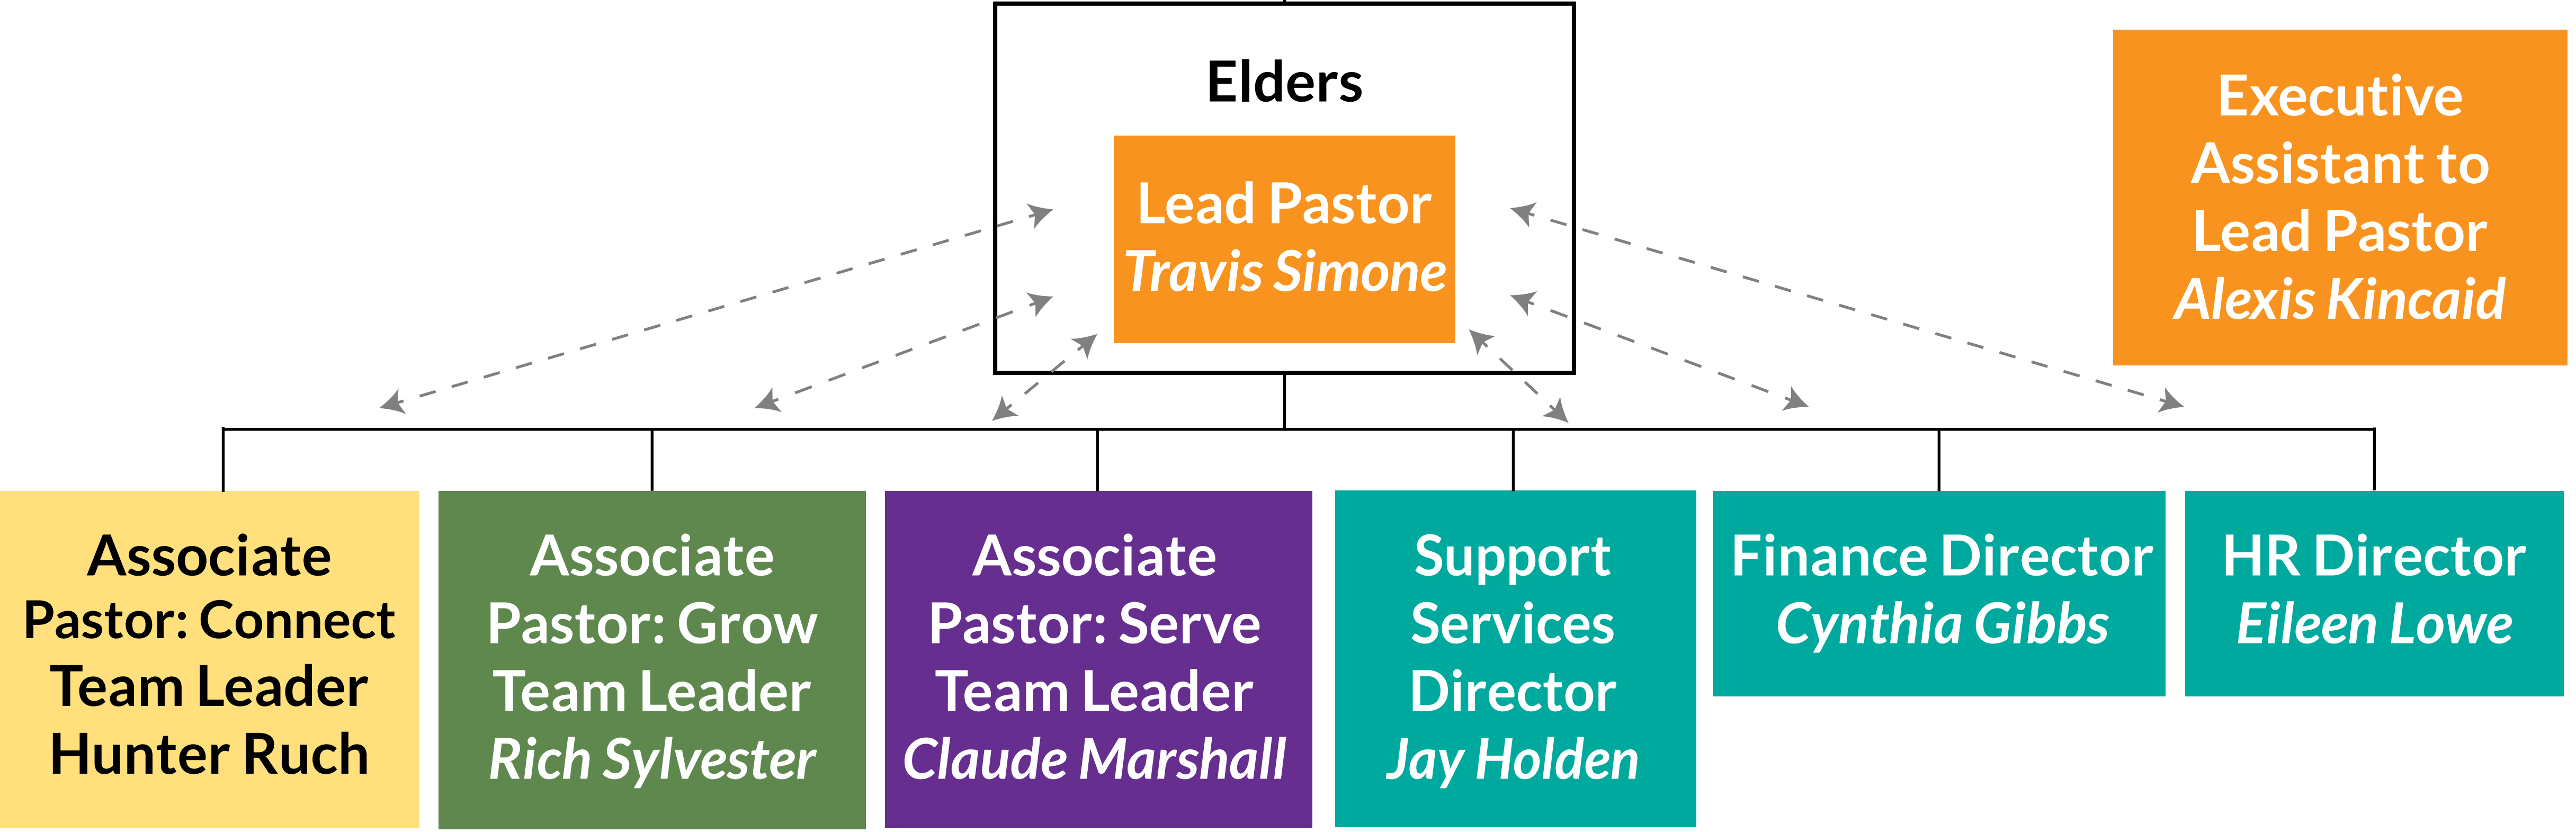 Elders
Lead Pastor
Travis Simone
Executive
Assistant to
Lead Pastor
Alexis Kincaid
Associate
Pastor: Connect
Team Leader
Hunter Ruch
Associate
Pastor: Grow
Team Leader
Rich Sylvester
Associate
Pastor: Serve
Team Leader
Claude Marshall
Support
Services
Director
Jay Holden
Finance Director
Cynthia Gibbs
HR Director
Eileen Lowe